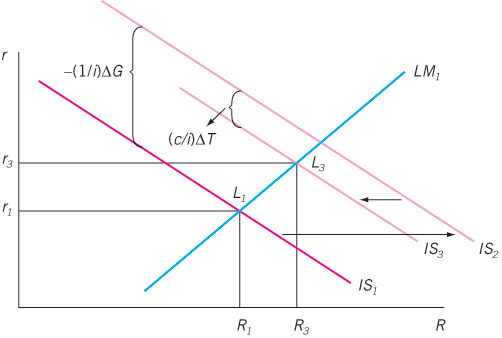 r
−(1/i)ΔG
LM₁
(c/i)ΔT
r₃
L₃
L₁
r₁
IS₃
IS₂
IS₁
R₁
R₃
R